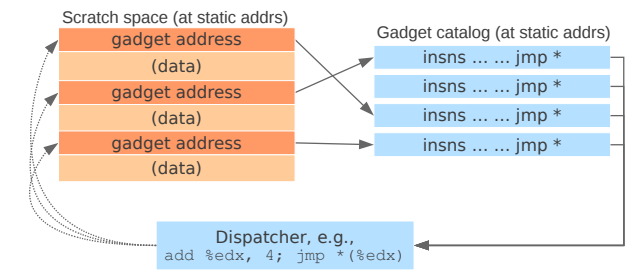 Scratch space (at static addrs)
gadget address
(data)
gadget address
(data)
gadget address
(data)
Gadget catalog (at static addrs)
insns ... ... jmp *
insns ... ... jmp *
insns ... ... jmp *
insns ... ... jmp *
Dispatcher, e.g.,
add %edx, 4; jmp *(%edx)